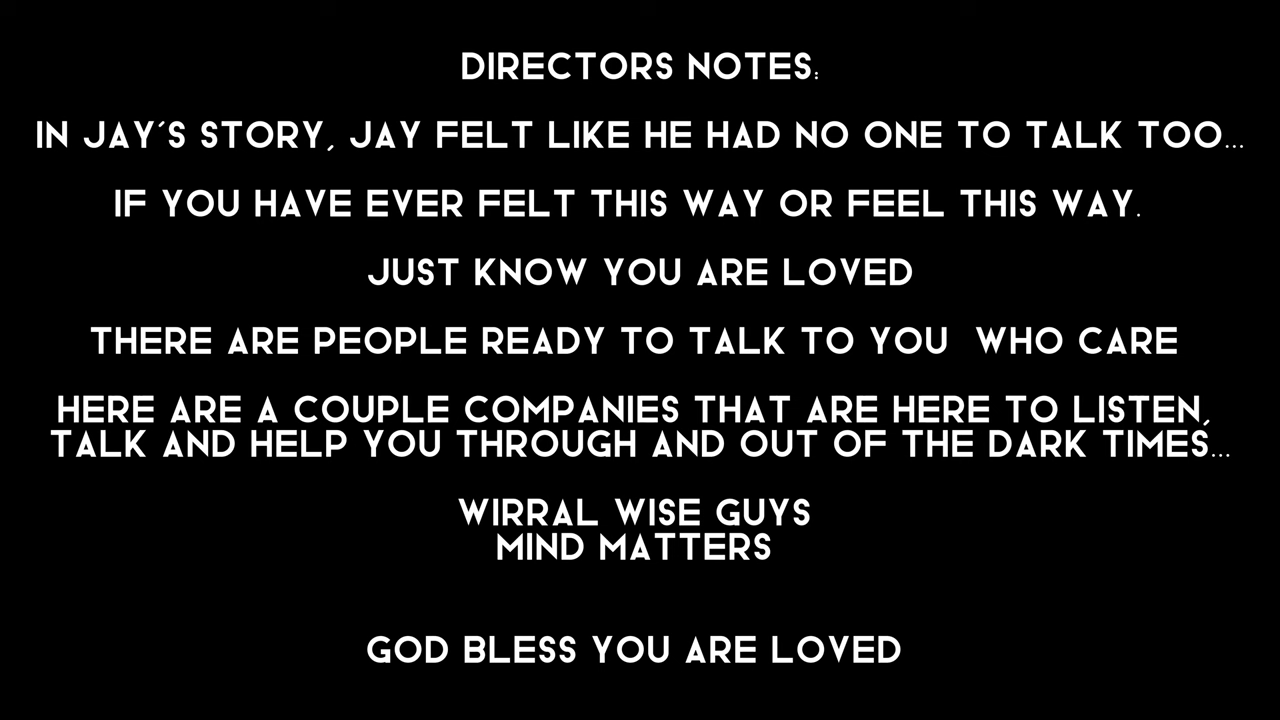 DIRECTORS NOTES:
IN JAY'S STORY, JAY FELT LIKE HE HAD NO ONE TO TALK TOO...
IF YOU HAVE EVER FELT THIS WAY OR FEEL THIS WAY.
JUST KNOW YOU ARE LOVED
THERE ARE PEOPLE READY TO TALK TO YOU  WHO CARE
HERE ARE A COUPLE COMPANIES THAT ARE HERE TO LISTEN,
TALK AND HELP YOU THROUGH AND OUT OF THE DARK TIMES...
WIRRAL WISE GUYS
MIND MATTERS
GOD BLESS YOU ARE LOVED